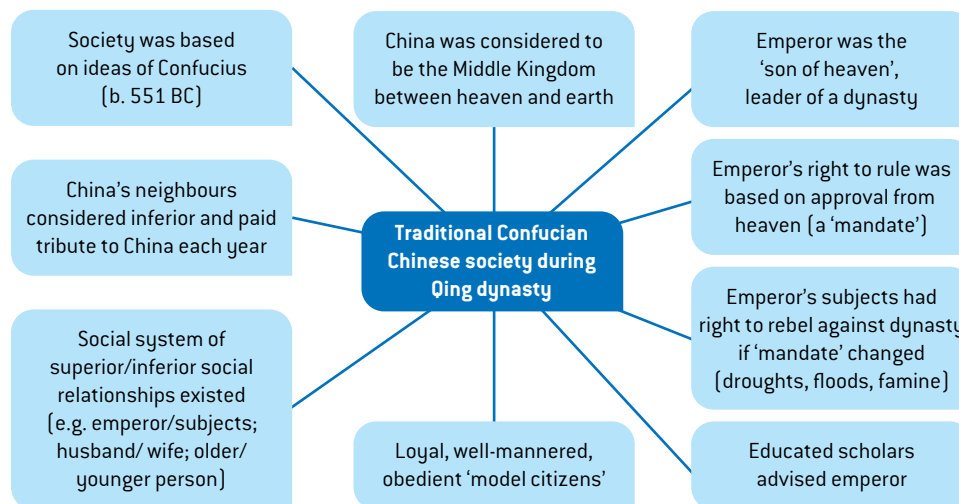 Society was based
on ideas of Confucius
(b. 551 BC)
China was considered to
be the Middle Kingdom
between heaven and earth
Emperor was the
‘son of heaven’,
leader of a dynasty
China’s neighbours
considered inferior and paid
tribute to China each year
Traditional Confucian
Chinese society during
Qing dynasty
Emperor’s right to rule was
based on approval from
heaven (a ‘mandate’)
Emperor’s subjects had
right to rebel against dynasty
if ‘mandate’ changed
(droughts, floods, famine)
Social system of
superior/inferior social
relationships existed
(e.g. emperor/subjects;
husband/ wife; older/
younger person)
Loyal, well-mannered,
obedient ‘model citizens’
Educated scholars
advised emperor